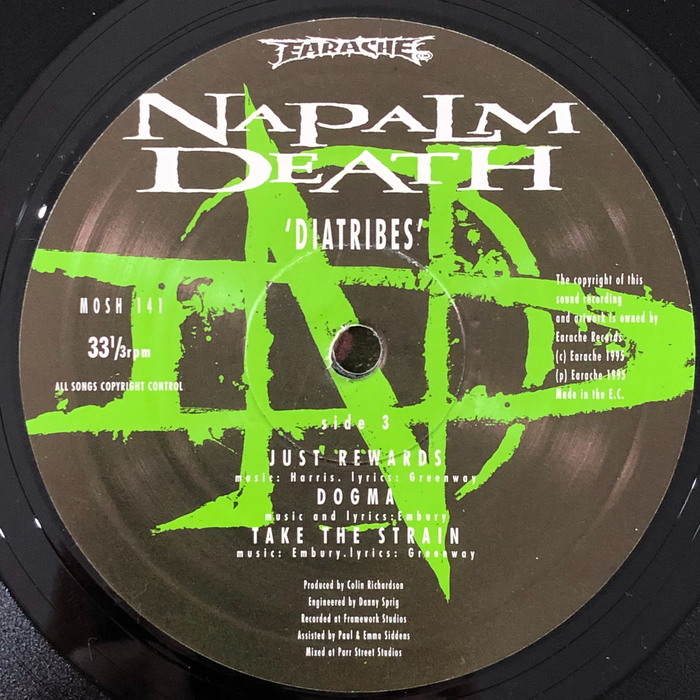 EARACHE
NAPALM
DEATH
'DIATRIBES'
MOSH 141
33⅓rpm
ALL SONGS COPYRIGHT CONTROL
The copyright of this
sound recording
and artwork is owned by
Earache Records
(c) Earache 1995
(p) Earache 1995
Made in the E.C.
side 3
JUST REWARDS
music: Harris. lyrics: Greenway
DOGMA
music and lyrics:Embury
TAKE THE STRAIN
music: Embury.lyrics: Greenway
Produced by Colin Richardson
Engineered by Danny Sprig
Recorded at Framework Studios
Assisted by Paul & Emma Siddens
Mixed at Parr Street Studios